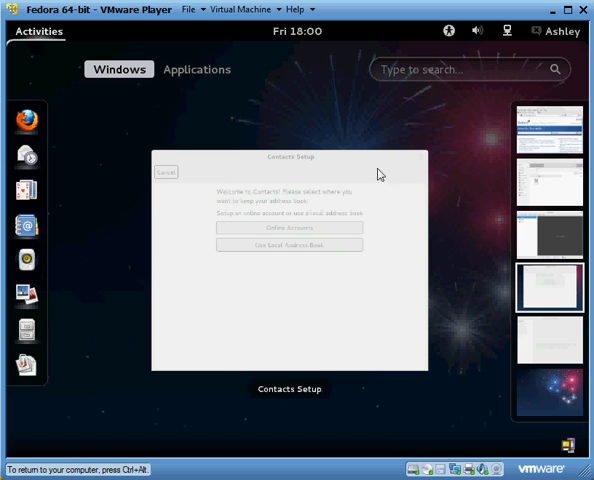 Fedora 64-bit - VMware Player File Virtual Machine Help
Activities Fri 18:00 Ashley
Windows Applications Type to search...
Contacts Setup
Cancel
Welcome to Contacts! Please select where you
want to keep your address book:
Setup an online account or use a local address book
Online Accounts
Use Local Address Book
Contacts Setup
To return to your computer, press Ctrl+Alt.
vmware